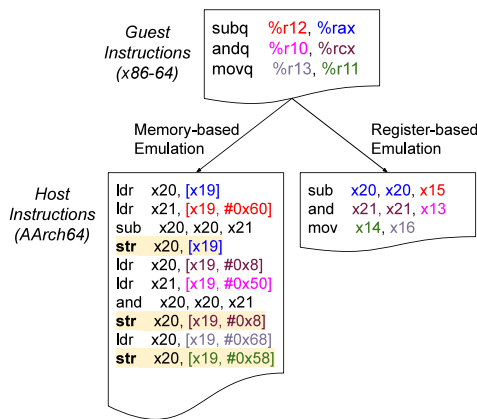 Guest
Instructions
(x86-64)
subq %r12, %rax
andq %r10, %rcx
movq %r13, %r11
Memory-based
Emulation
Register-based
Emulation
Host
Instructions
(AArch64)
ldr x20, [x19]
ldr x21, [x19, #0x60]
sub x20, x20, x21
str x20, [x19]
ldr x20, [x19, #0x8]
ldr x21, [x19, #0x50]
and x20, x20, x21
str x20, [x19, #0x8]
ldr x20, [x19, #0x68]
str x20, [x19, #0x58]
sub x20, x20, x15
and x21, x21, x13
mov x14, x16